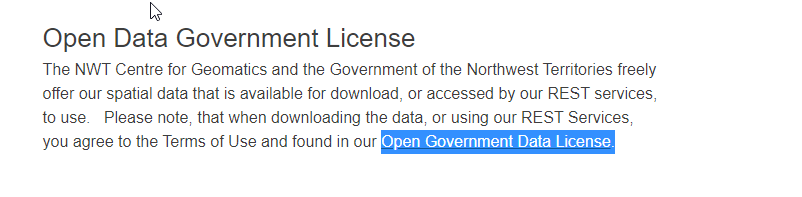 Open Data Government License
The NWT Centre for Geomatics and the Government of the Northwest Territories freely
offer our spatial data that is available for download, or accessed by our REST services,
to use.   Please note, that when downloading the data, or using our REST Services,
you agree to the Terms of Use and found in our Open Government Data License.